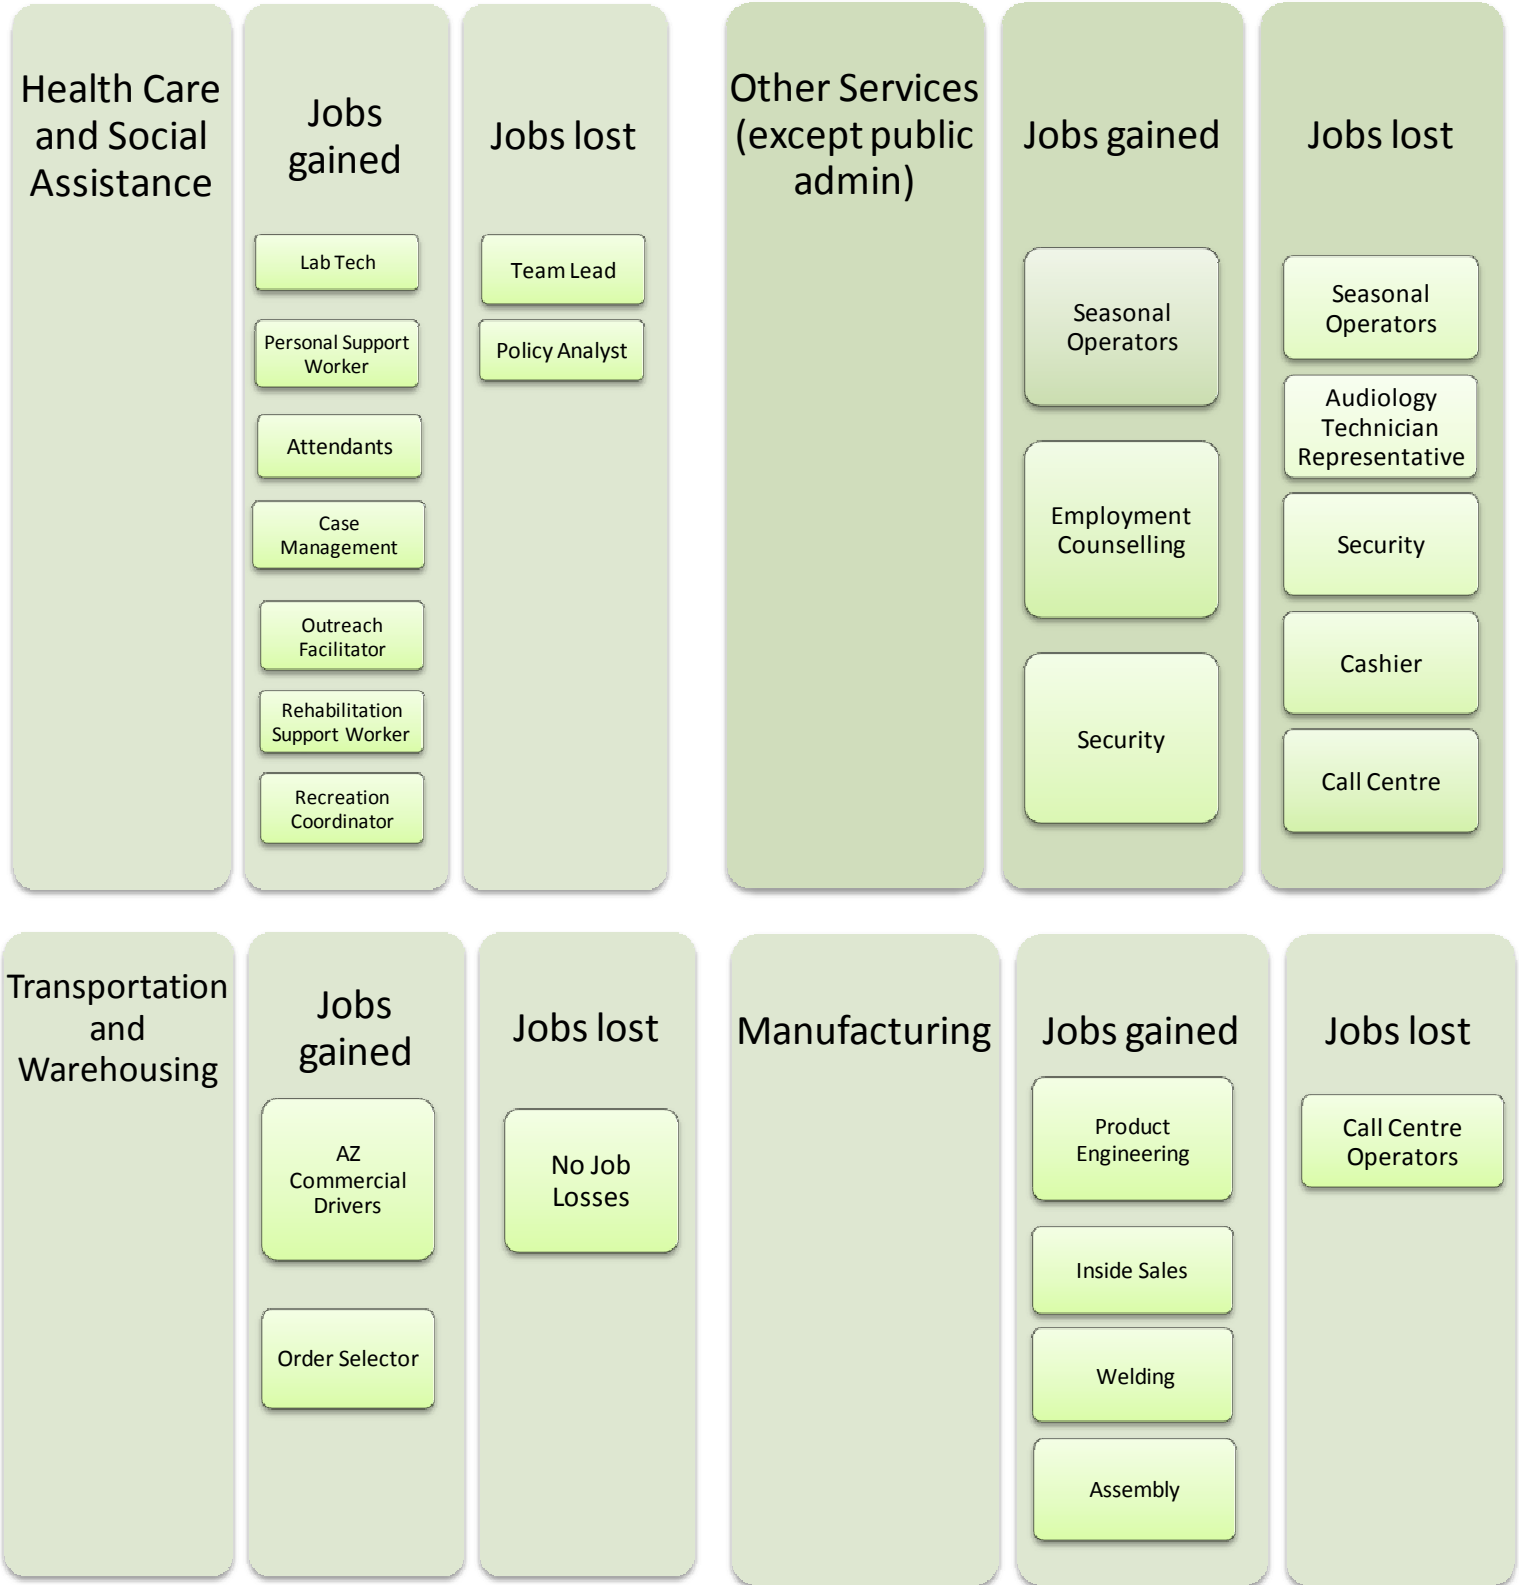 Health Care
and Social
Assistance
Jobs
gained
Lab Tech
Personal Support
Worker
Attendants
Case
Management
Outreach
Facilitator
Rehabilitation
Support Worker
Recreation
Coordinator
Jobs lost
Team Lead
Policy Analyst
Other Services
(except public
admin)
Jobs gained
Seasonal
Operators
Employment
Counselling
Security
Jobs lost
Seasonal
Operators
Audiology
Technician
Representative
Security
Cashier
Call Centre
Transportation
and
Warehousing
Jobs
gained
AZ
Commercial
Drivers
Order Selector
Jobs lost
No Job
Losses
Manufacturing
Jobs gained
Product
Engineering
Inside Sales
Welding
Assembly
Jobs lost
Call Centre
Operators